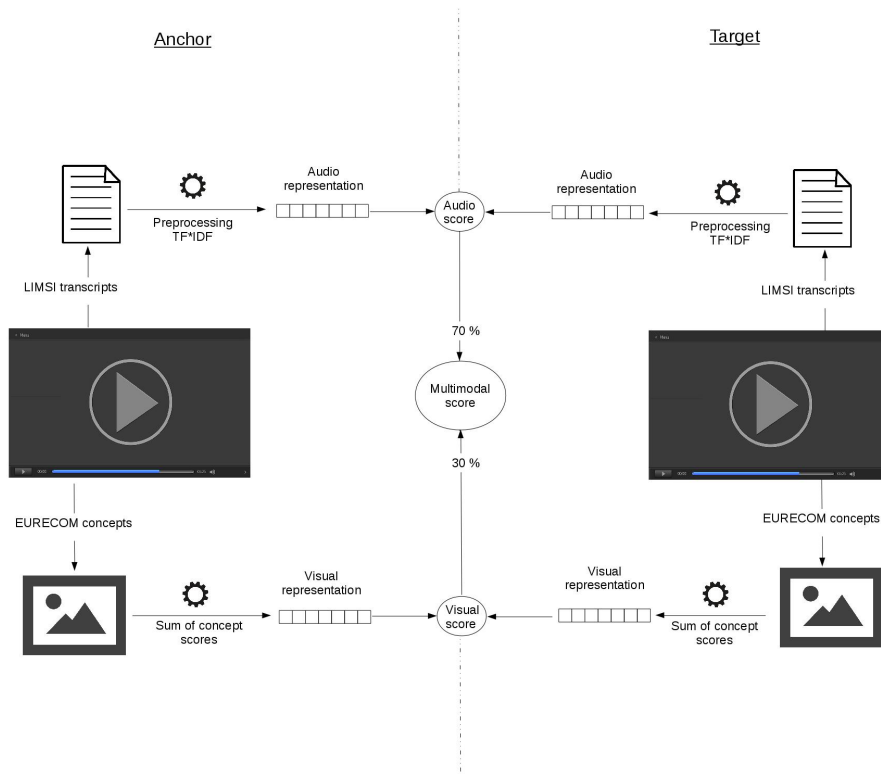 Anchor
Target
Audio
representation
Audio
representation
Audio
score
Preprocessing
TF*IDF
Preprocessing
TF*IDF
LIMSI transcripts
LIMSI transcripts
70 %
Multimodal
score
30 %
EURECOM concepts
EURECOM concepts
Visual
representation
Visual
representation
Visual
score
Sum of concept
scores
Sum of concept
scores